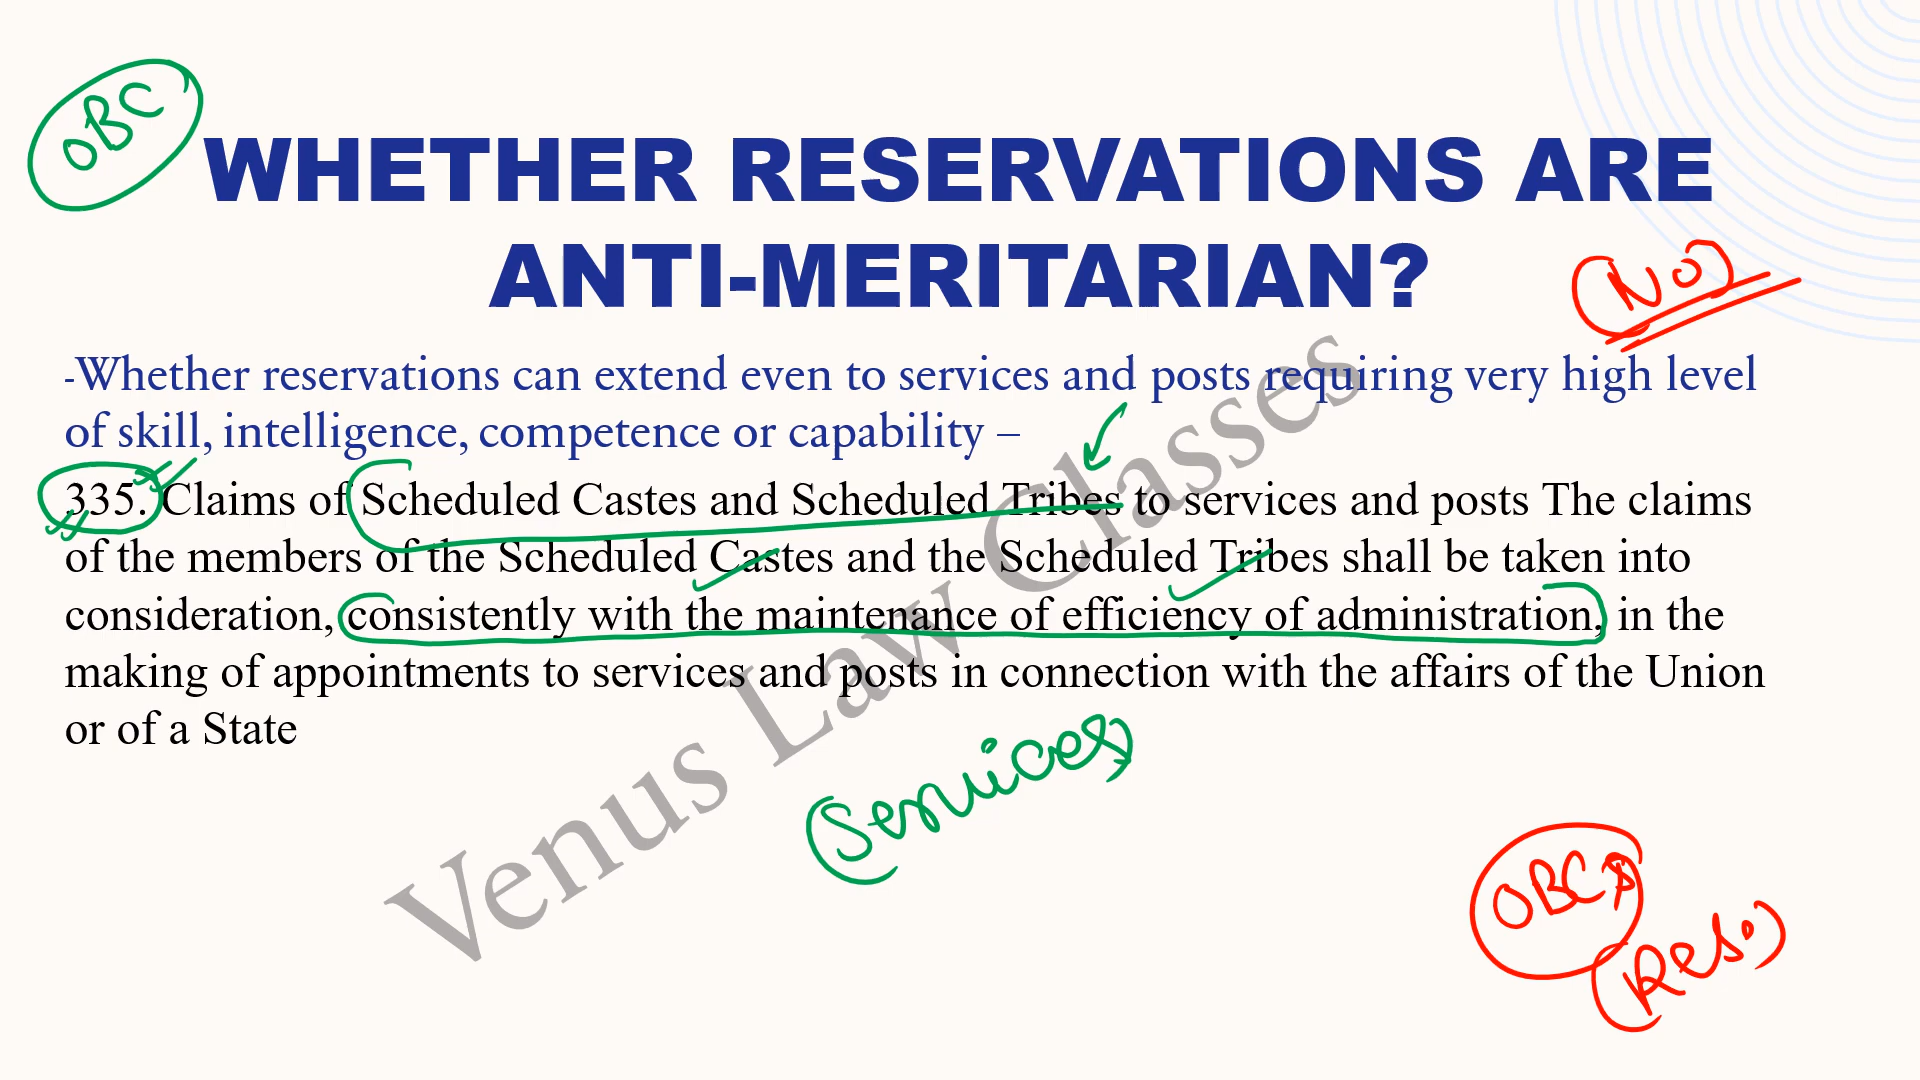 OBC
WHETHER RESERVATIONS ARE
ANTI-MERITARIAN?
(NO)
-Whether reservations can extend even to services and posts requiring very high level
of skill, intelligence, competence or capability –
335. Claims of Scheduled Castes and Scheduled Tribes to services and posts The claims
of the members of the Scheduled Castes and the Scheduled Tribes shall be taken into
consideration, consistently with the maintenance of efficiency of administration, in the
making of appointments to services and posts in connection with the affairs of the Union
or of a State
Venus Law Classes
(Services)
OBCs
(Res.)